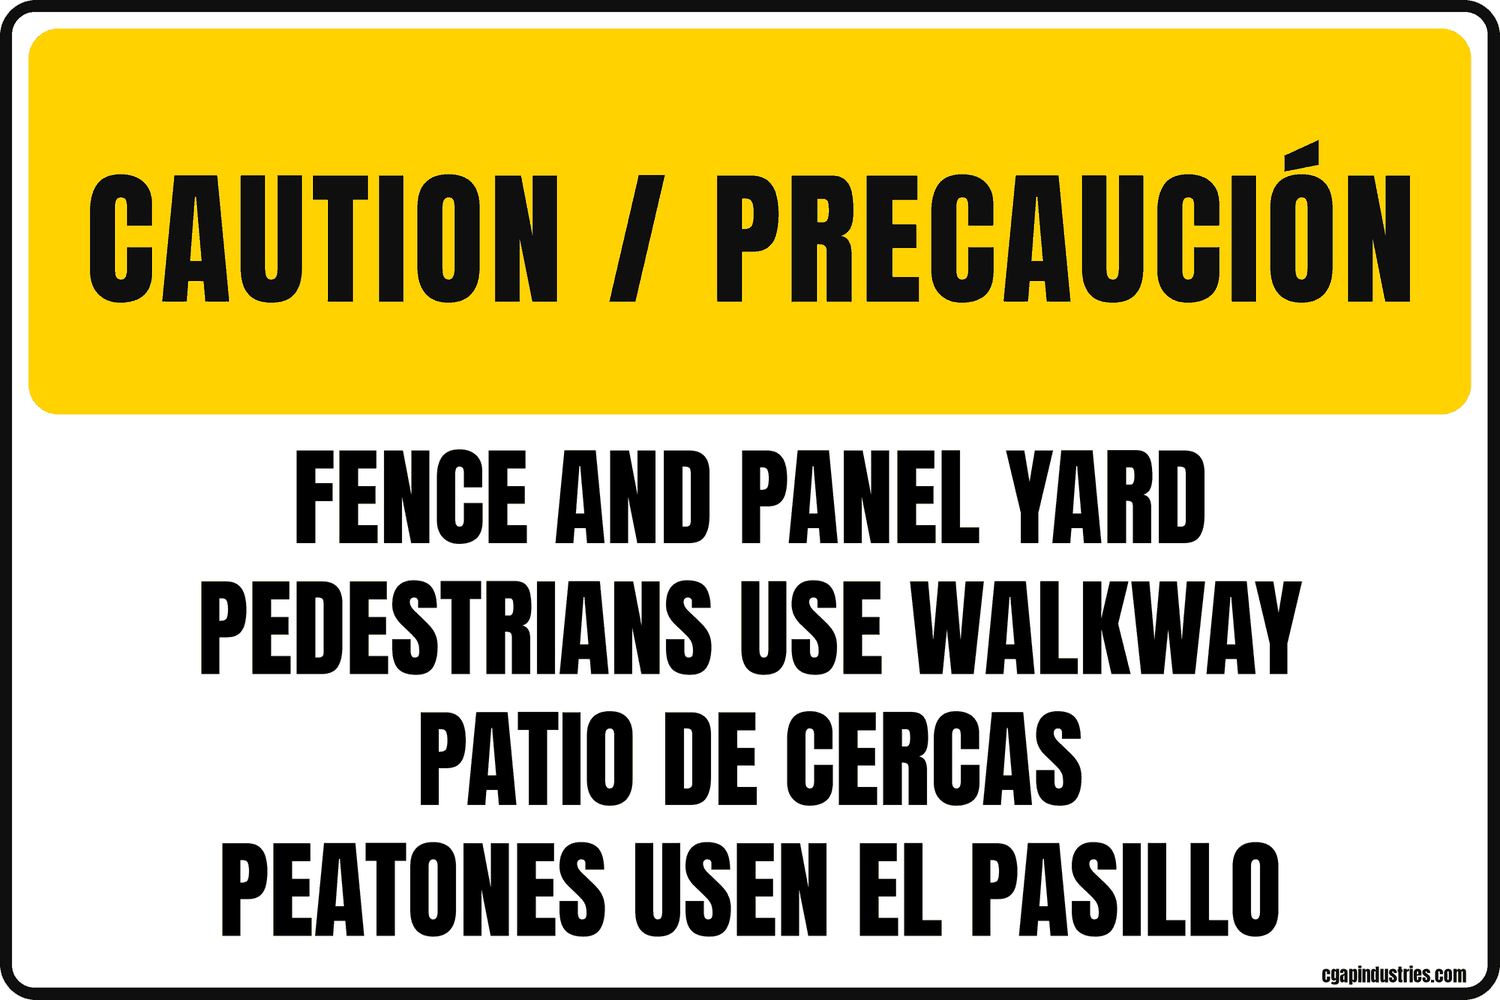 CAUTION / PRECAUCIÓN
FENCE AND PANEL YARD
PEDESTRIANS USE WALKWAY
PATIO DE CERCAS
PEATONES USEN EL PASILLO
cgapindustries.com